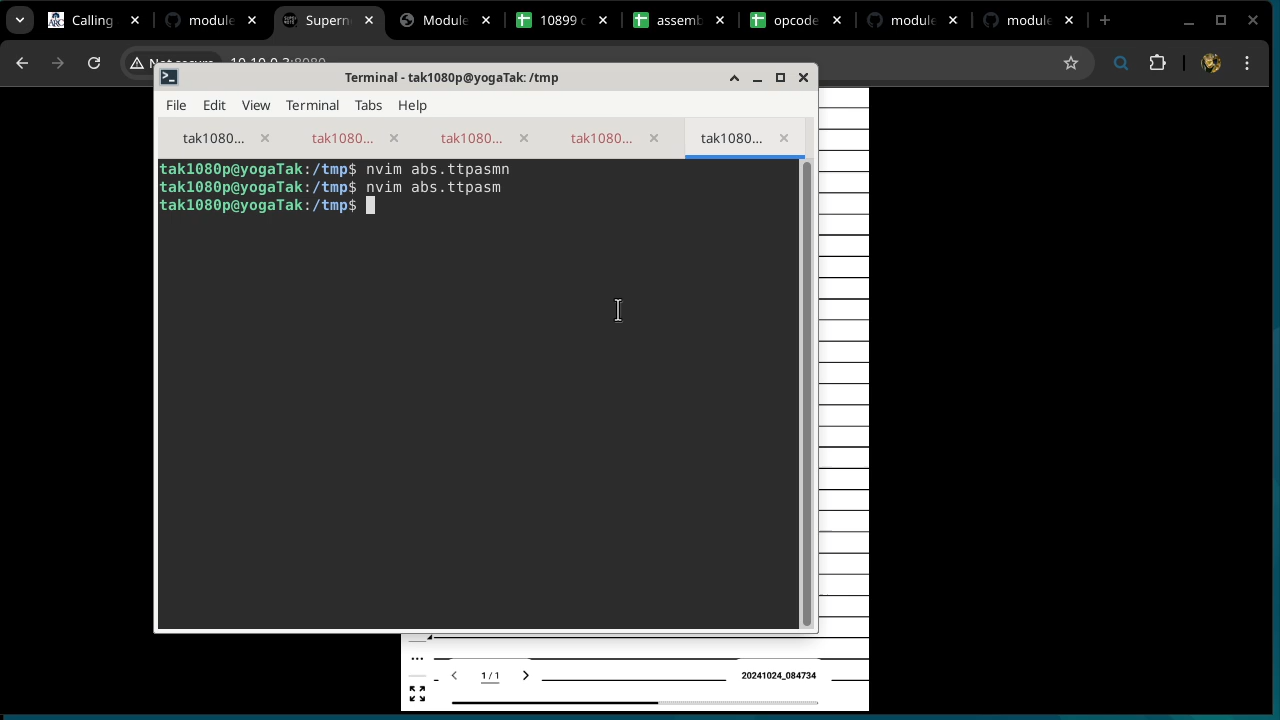 Calling
module
Supern
Module
10899 c
assemb
opcode
module
module
Terminal - tak1080p@yogaTak: /tmp
File Edit View Terminal Tabs Help
tak1080...
tak1080...
tak1080...
tak1080...
tak1080...
tak1080p@yogaTak:/tmp$ nvim abs.ttpasmn
tak1080p@yogaTak:/tmp$ nvim abs.ttpasm
tak1080p@yogaTak:/tmp$
1 / 1
20241024_084734